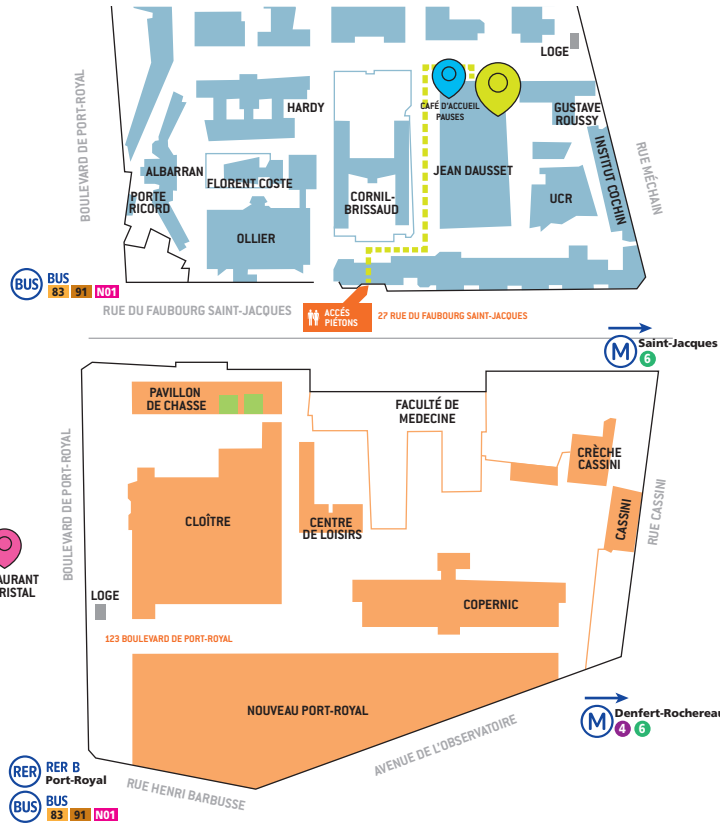 LOGE
BOULEVARD DE PORT-ROYAL
HARDY
CAFÉ D'ACCUEIL
PAUSES
GUSTAVE
ROUSSY
INSTITUT COCHIN
RUE MÉCHAIN
ALBARRAN
PORTE
RICORD
FLORENT COSTE
JEAN DAUSSET
CORNIL-
BRISSAUD
UCR
OLLIER
BUS BUS
83 91 N01
RUE DU FAUBOURG SAINT-JACQUES
ACCÉS
PIÉTONS
27 RUE DU FAUBOURG SAINT-JACQUES
M Saint-Jacques
6
PAVILLON
DE CHASSE
FACULTÉ DE
MEDECINE
BOULEVARD DE PORT-ROYAL
CRÈCHE
CASSINI
CASSINI
RUE CASSINI
CLOÎTRE
CENTRE
DE LOISIRS
AURANT
RISTAL
LOGE
COPERNIC
123 BOULEVARD DE PORT-ROYAL
NOUVEAU PORT-ROYAL
M Denfert-Rochereau
4 6
AVENUE DE L'OBSERVATOIRE
RER RER B
Port-Royal
RUE HENRI BARBUSSE
BUS BUS
83 91 N01